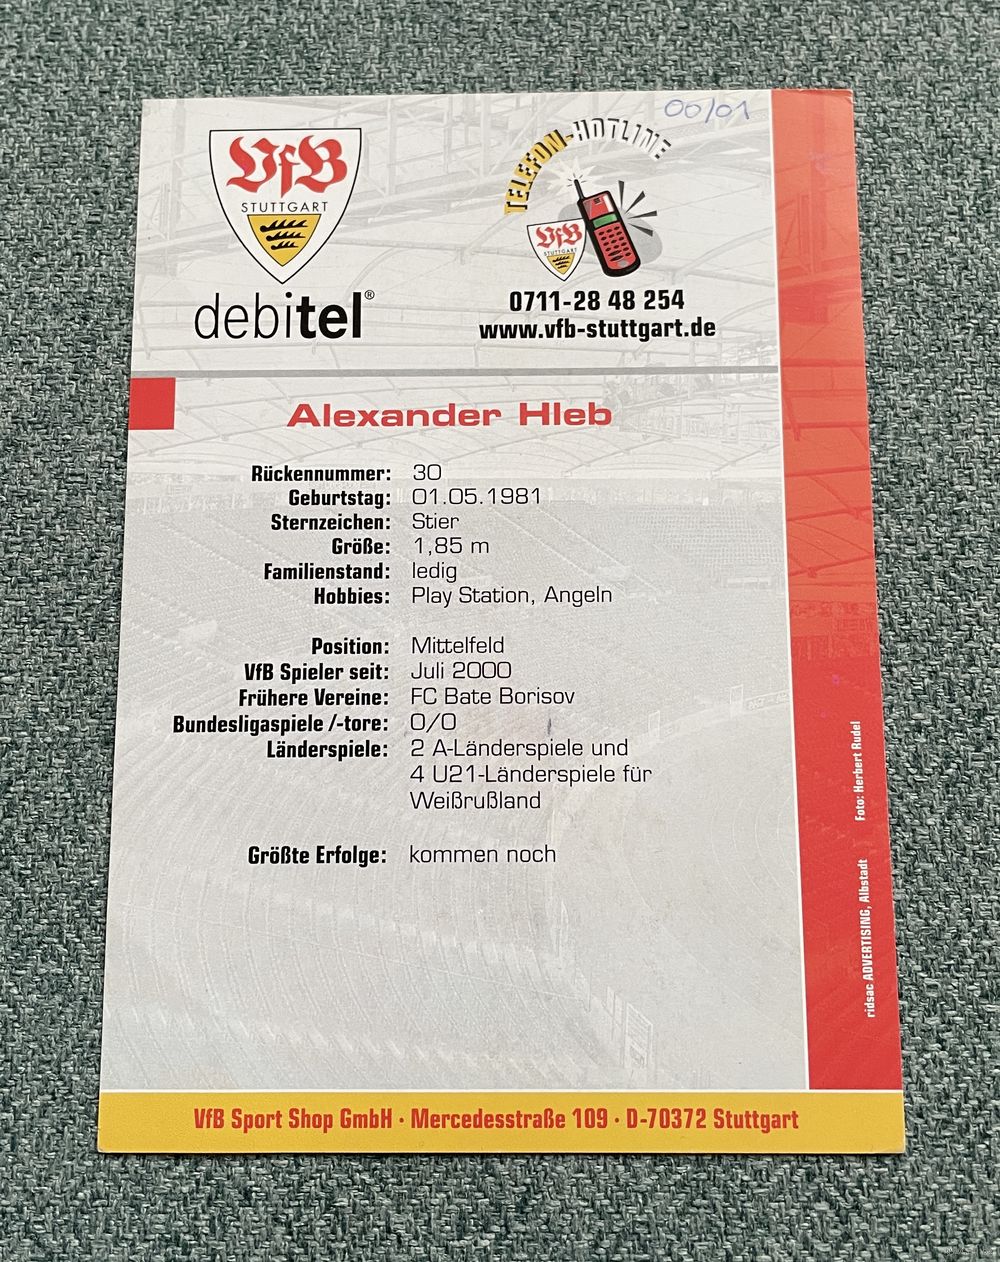 00/01
VfB
STUTTGART
debitel®
TELEFON-HOTLINE
VfB
STUTTGART
0711-28 48 254
www.vfb-stuttgart.de
Alexander Hleb
Rückennummer: 30
Geburtstag: 01.05.1981
Sternzeichen: Stier
Größe: 1,85 m
Familienstand: ledig
Hobbies: Play Station, Angeln
Position: Mittelfeld
VfB Spieler seit: Juli 2000
Frühere Vereine: FC Bate Borisov
Bundesligaspiele /-tore: 0/0
Länderspiele: 2 A-Länderspiele und
4 U21-Länderspiele für
Weißrußland
Größte Erfolge: kommen noch
ridsac ADVERTISING, Albstadt
Foto: Herbert Rudel
VfB Sport Shop GmbH · Mercedesstraße 109 · D-70372 Stuttgart